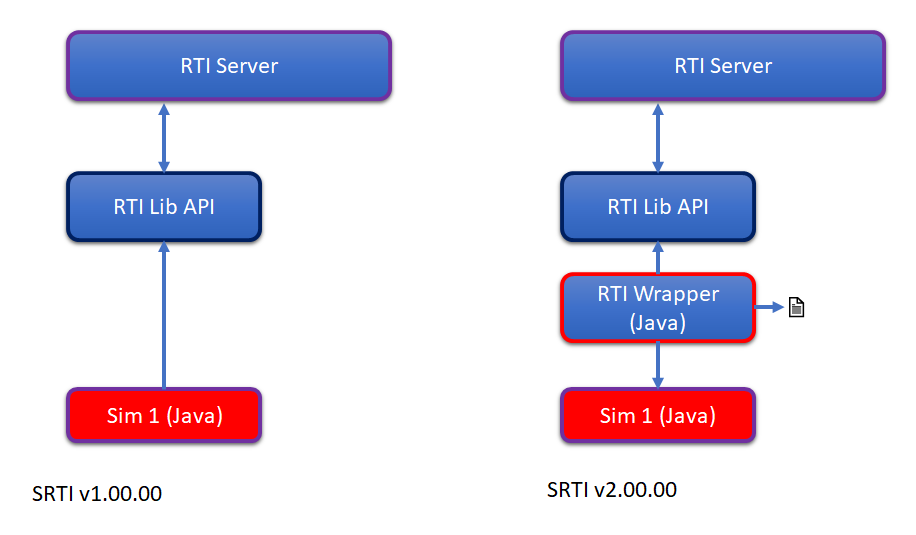 RTI Server
RTI Server
RTI Lib API
RTI Lib API
RTI Wrapper
(Java)
Sim 1 (Java)
Sim 1 (Java)
SRTI v1.00.00
SRTI v2.00.00